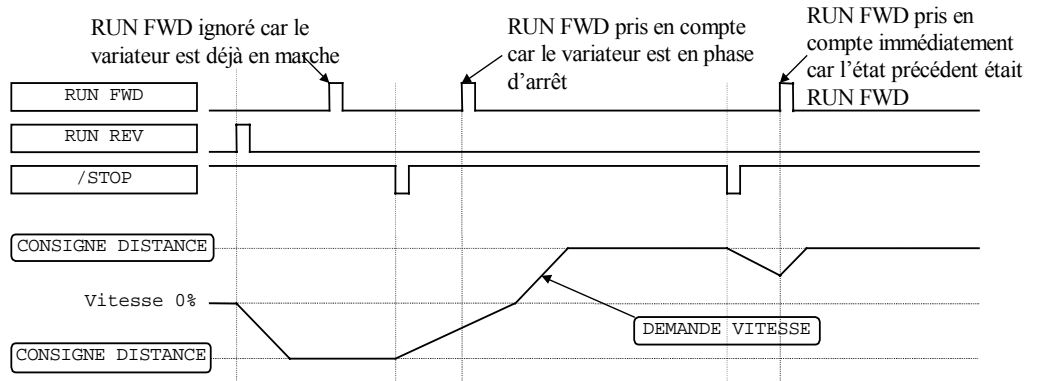 RUN FWD ignoré car le
variateur est déjà en marche
RUN FWD pris en compte
car le variateur est en phase
d’arrêt
RUN FWD pris en
compte immédiatement
car l’état précédent était
RUN FWD
RUN FWD
RUN REV
/STOP
CONSIGNE DISTANCE
Vitesse 0%
DEMANDE VITESSE
CONSIGNE DISTANCE